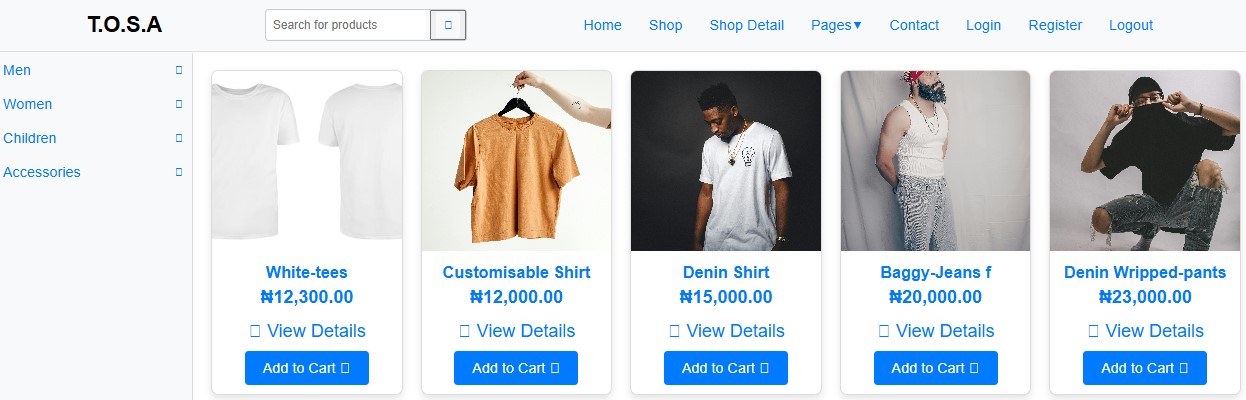 T.O.S.A
Search for products
Home Shop Shop Detail Pages▼ Contact Login Register Logout
Men
Women
Children
Accessories
White-tees
₦12,300.00
View Details
Add to Cart
Customisable Shirt
₦12,000.00
View Details
Add to Cart
Denin Shirt
₦15,000.00
View Details
Add to Cart
Baggy-Jeans f
₦20,000.00
View Details
Add to Cart
Denin Wripped-pants
₦23,000.00
View Details
Add to Cart